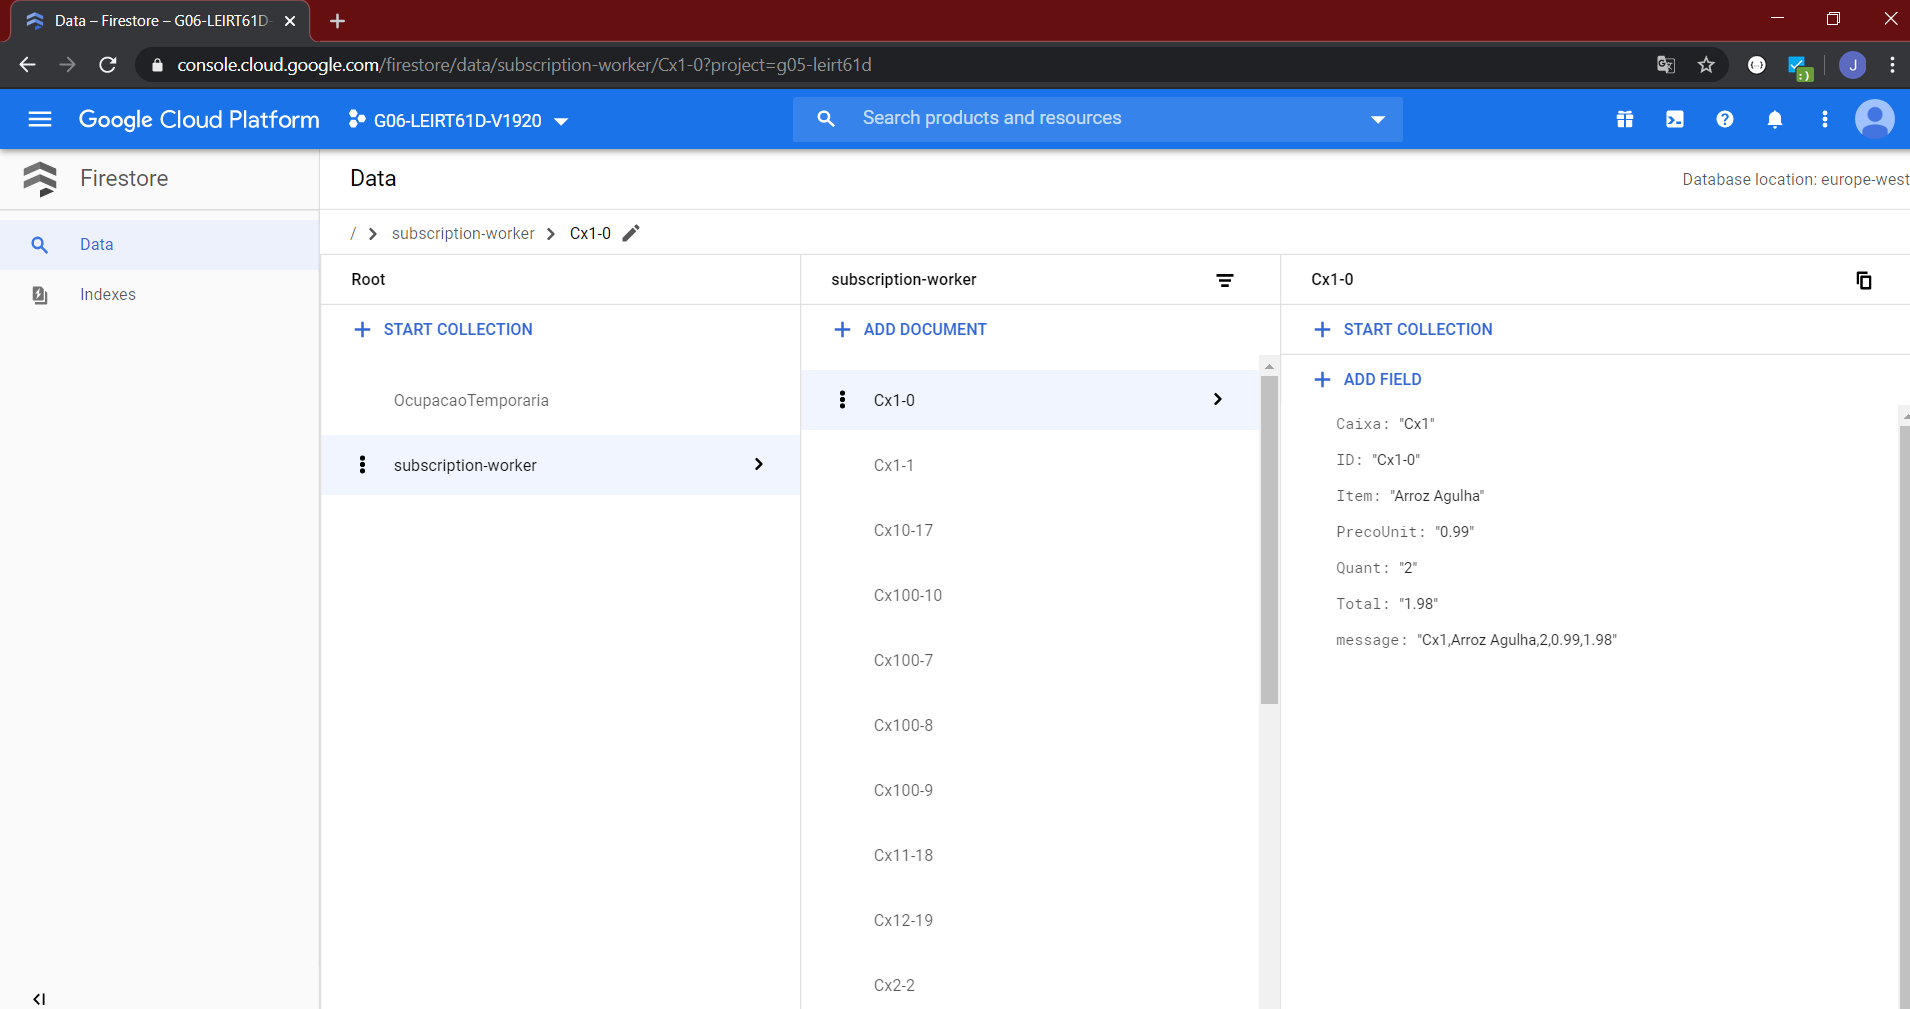 Data – Firestore – G06-LEIRT61D-
console.cloud.google.com/firestore/data/subscription-worker/Cx1-0?project=g05-leirt61d
:)
J
Google Cloud Platform
G06-LEIRT61D-V1920
Search products and resources
Firestore
Data
Database location: europe-west
Data
Indexes
/ > subscription-worker > Cx1-0
Root
START COLLECTION
OcupacaoTemporaria
subscription-worker
subscription-worker
ADD DOCUMENT
Cx1-0
Cx1-1
Cx10-17
Cx100-10
Cx100-7
Cx100-8
Cx100-9
Cx11-18
Cx12-19
Cx2-2
Cx1-0
START COLLECTION
ADD FIELD
Caixa: "Cx1"
ID: "Cx1-0"
Item: "Arroz Agulha"
PrecoUnit: "0.99"
Quant: "2"
Total: "1.98"
message: "Cx1,Arroz Agulha,2,0.99,1.98"